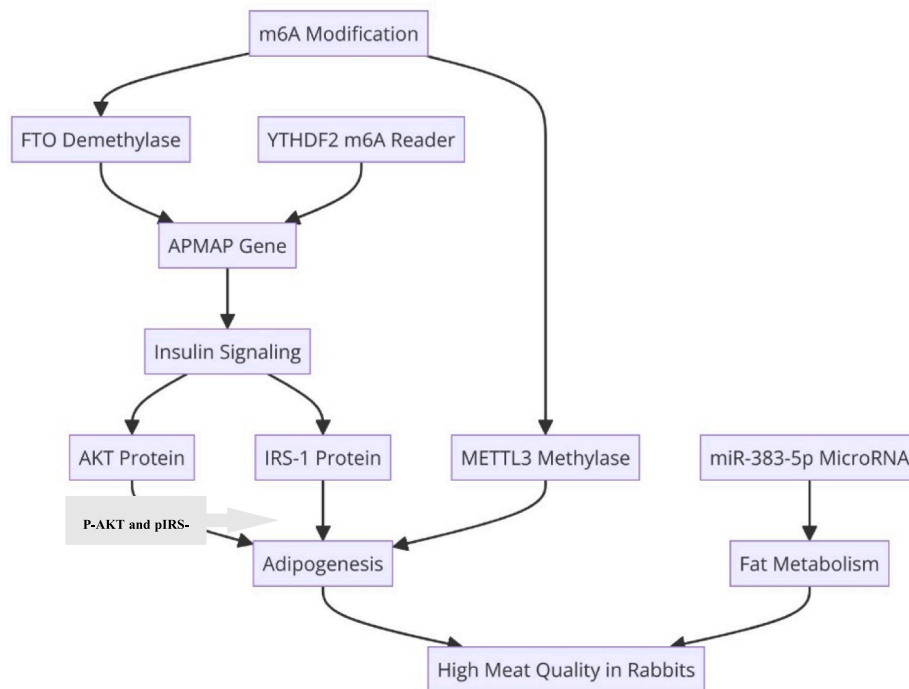 m6A Modification
FTO Demethylase
YTHDF2 m6A Reader
APMAP Gene
Insulin Signaling
AKT Protein
IRS-1 Protein
METTL3 Methylase
miR-383-5p MicroRNA
P-AKT and pIRS-
Adipogenesis
Fat Metabolism
High Meat Quality in Rabbits